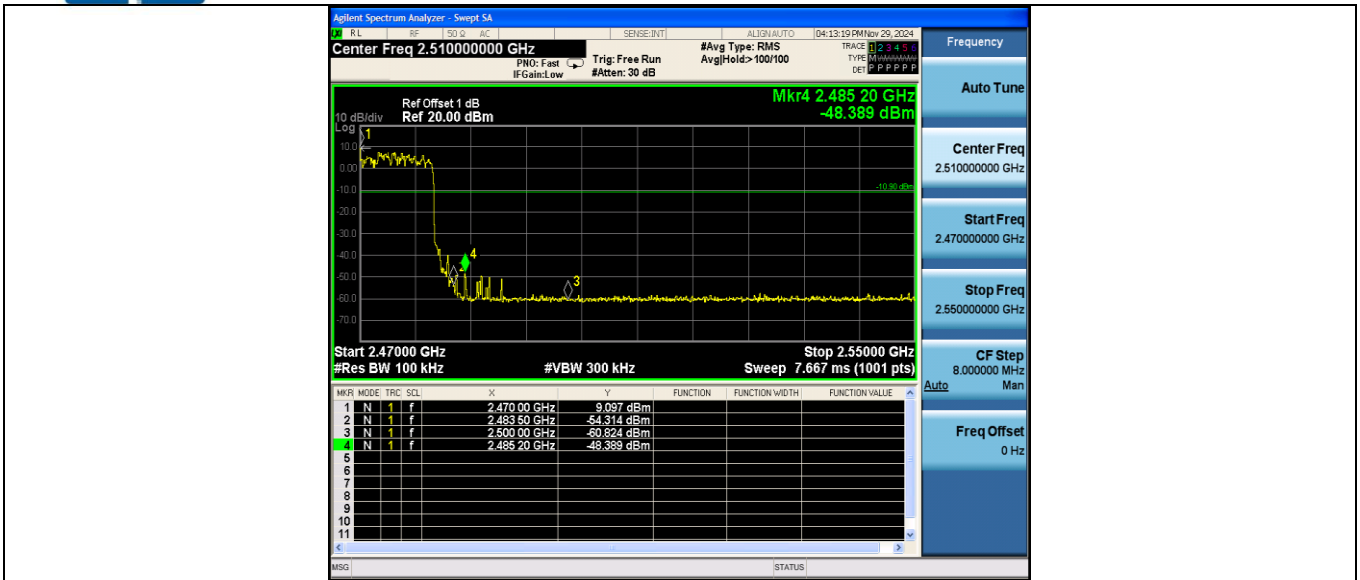 Agilent Spectrum Analyzer - Swept SA
RL RF 50 Ω AC SENSE:INT ALIGNAUTO 04:13:19 PM Nov 29, 2024
Center Freq 2.510000000 GHz
PNO: Fast
IFGain:Low
Trig: Free Run
#Atten: 30 dB
#Avg Type: RMS
Avg|Hold:>100/100
TRACE 1 2 3 4 5 6
TYPE M
DET P P P P P P
Mkr4 2.485 20 GHz
-48.389 dBm
Ref Offset 1 dB
10 dB/div Ref 20.00 dBm
Log
1
10.0
0.00
-10.0
-10.90 dBm
-20.0
-30.0
-40.0
4
-50.0
3
-60.0
-70.0
Start 2.47000 GHz Stop 2.55000 GHz
#Res BW 100 kHz #VBW 300 kHz Sweep 7.667 ms (1001 pts)
MKR MODE TRC SCL X Y FUNCTION FUNCTION WIDTH FUNCTION VALUE
1 N 1 f 2.470 00 GHz 9.097 dBm
2 N 1 f 2.483 50 GHz -54.314 dBm
3 N 1 f 2.500 00 GHz -60.824 dBm
4 N 1 f 2.485 20 GHz -48.389 dBm
5
6
7
8
9
10
11
MSG STATUS
Frequency
Auto Tune
Center Freq
2.510000000 GHz
Start Freq
2.470000000 GHz
Stop Freq
2.550000000 GHz
CF Step
8.000000 MHz
Auto Man
Freq Offset
0 Hz